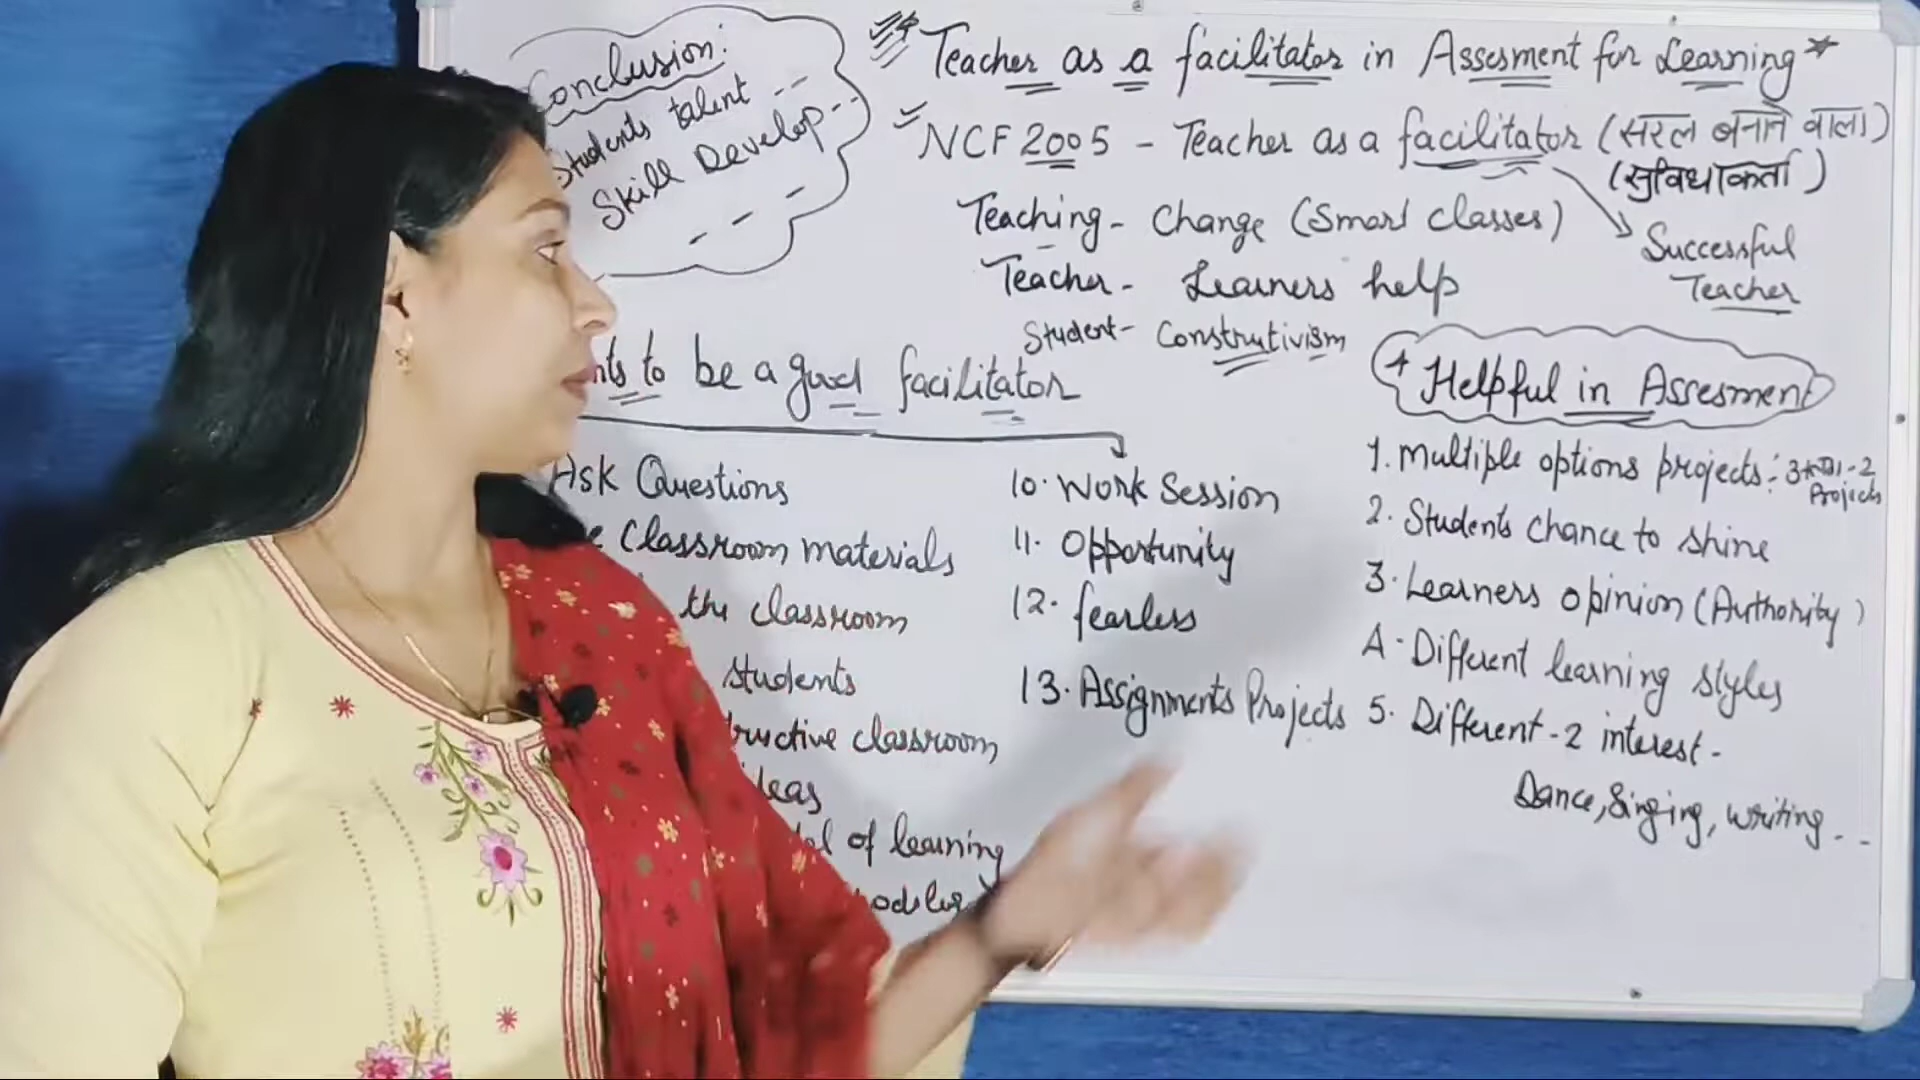 Conclusion:
Students talent --
Skill Develop--
- - -
* Teacher as a facilitator in Assesment for Learning *
NCF 2005 - Teacher as a facilitator (सरल बनाने वाला)
(सुविधाकर्ता)
Successful
Teacher
Teaching - Change (Smart Classes)
Teacher - Learners help
Student - Construtivism
to be a good facilitator
Ask Questions
Classroom materials
the classroom
students
classroom
of learning
10. Work Session
11. Opportunity
12. fearless
13. Assignments Projects
* Helpful in Assesment
1. Multiple options projects:
Projects
2. Students chance to shine
3. Learners opinion (Authority)
4. Different learning styles
5. Different-2 interest -
Dance, Singing, writing - -